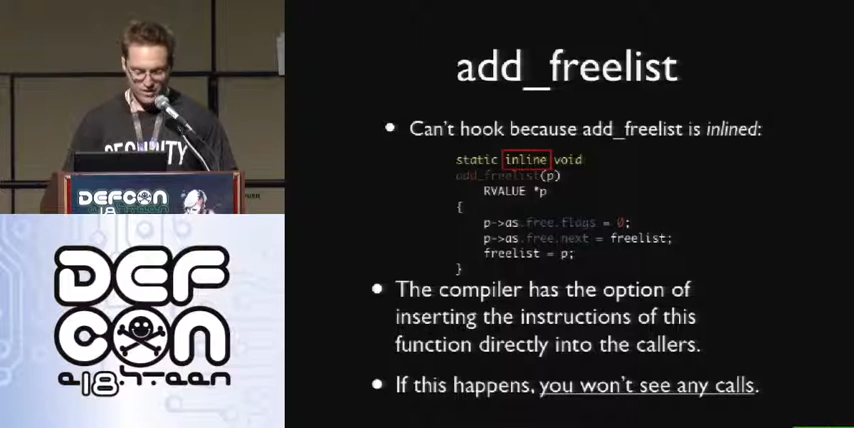 add_freelist
• Can't hook because add_freelist is inlined:
static inline void
add_freelist(p)
RVALUE *p
{
p->as.free.flags = 0;
p->as.free.next = freelist;
freelist = p;
}
• The compiler has the option of
inserting the instructions of this
function directly into the callers.
• If this happens, you won't see any calls.
SECURITY
DEFCON
18
DEF
CON
e18hteen